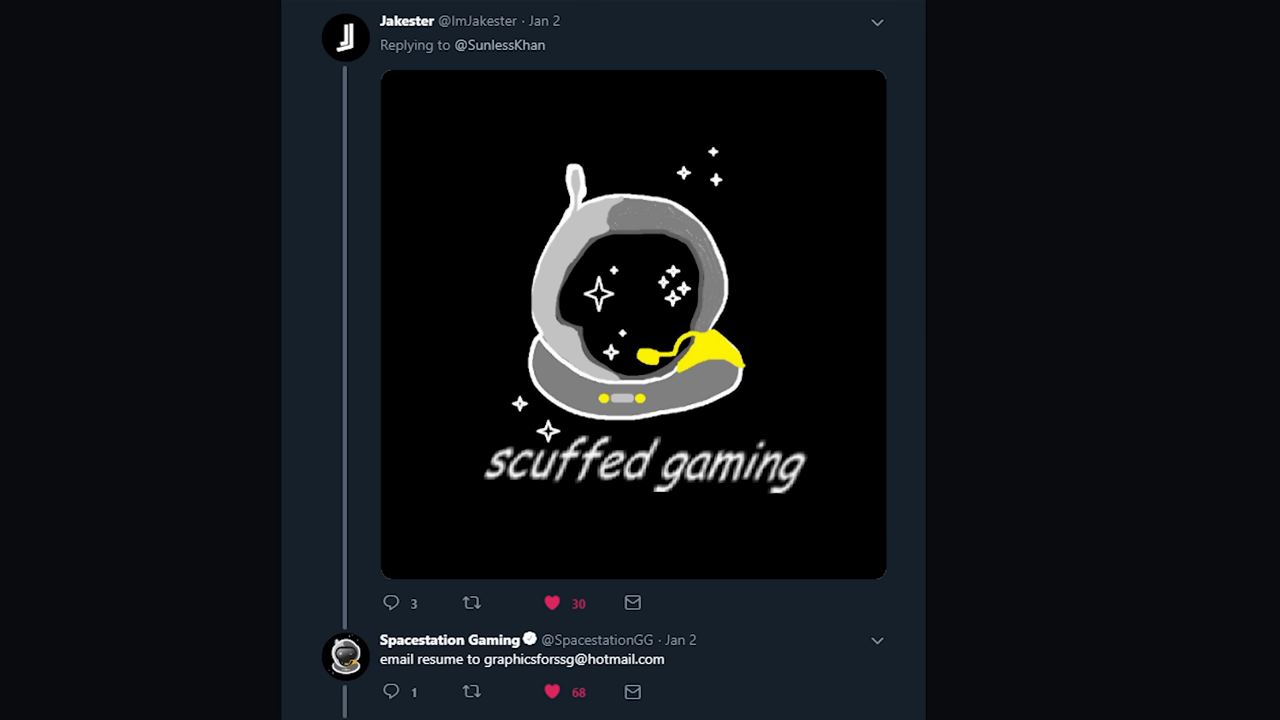 Jakester @ImJakester · Jan 2
Replying to @SunlessKhan
scuffed gaming
3 30
Spacestation Gaming @SpacestationGG · Jan 2
email resume to graphicsforssg@hotmail.com
1 68